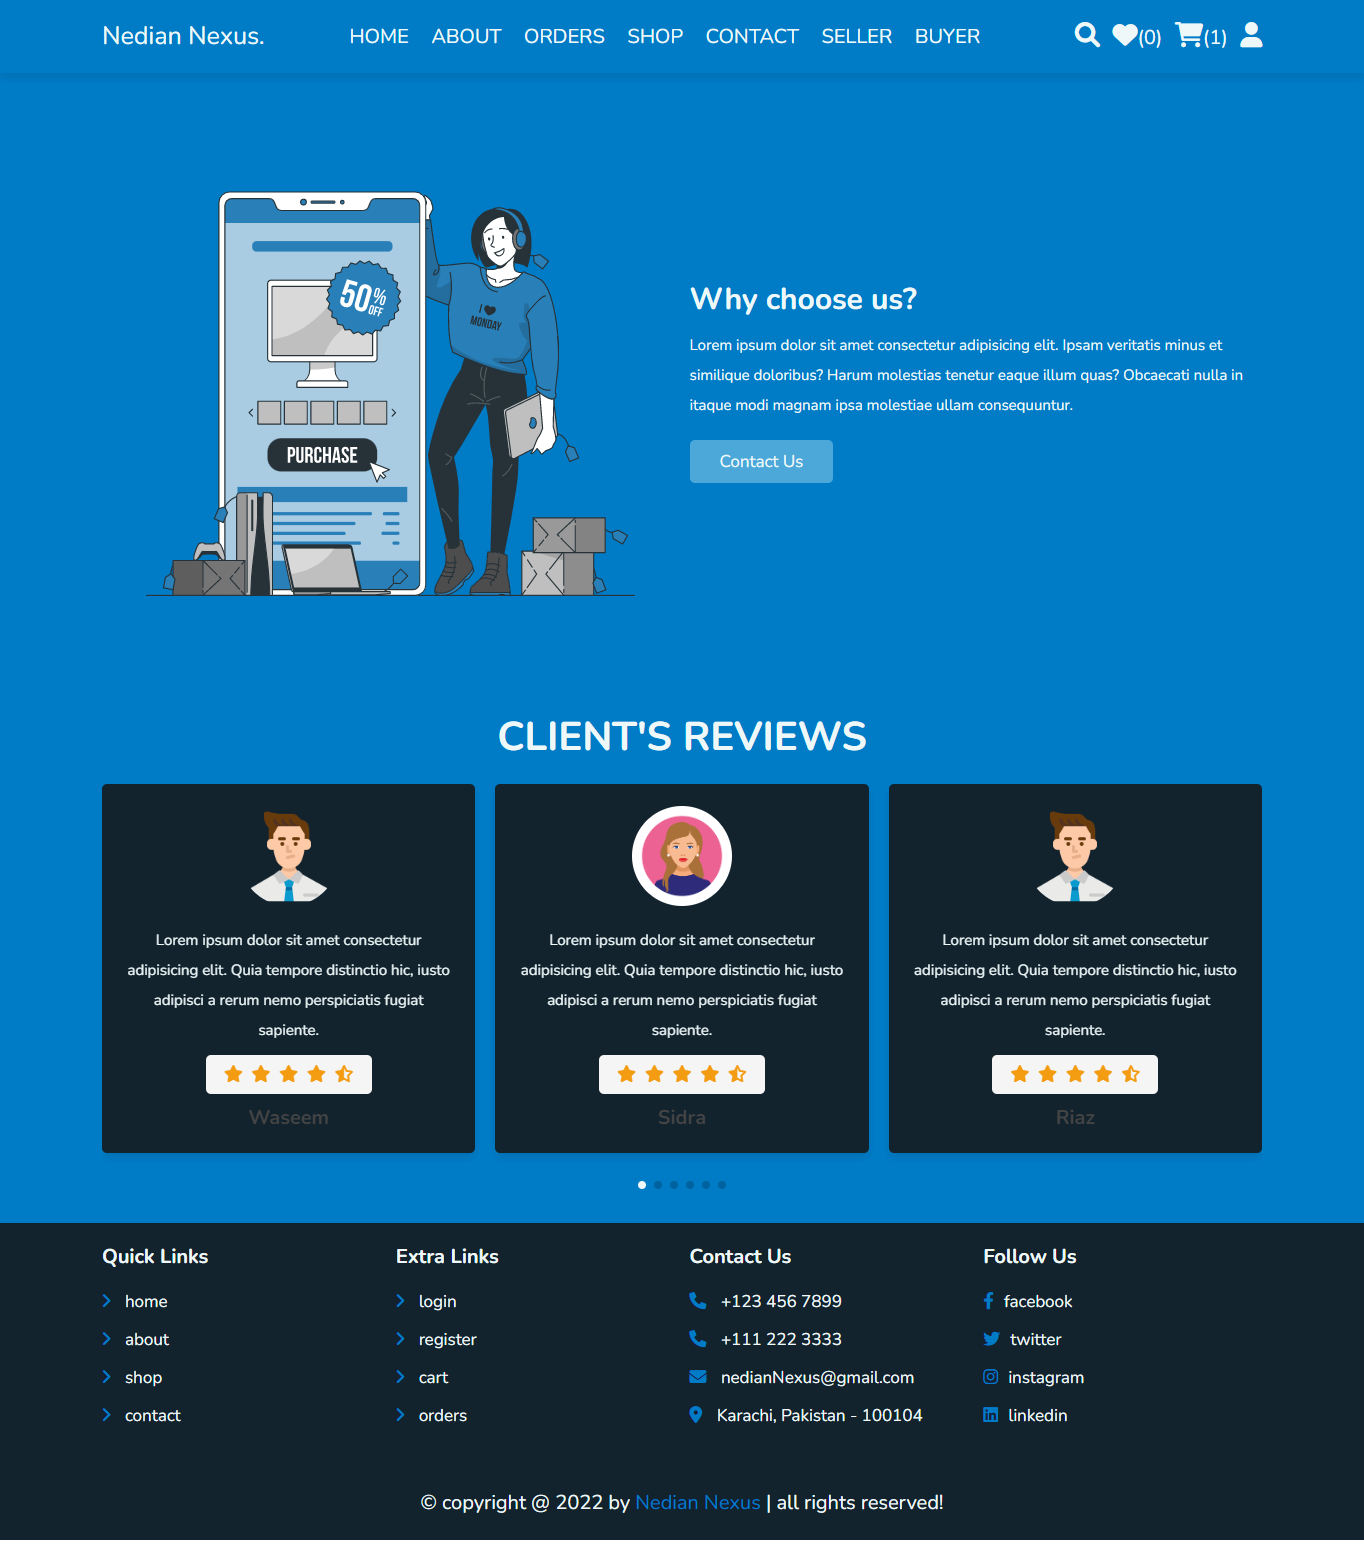 Nedian Nexus.
HOME ABOUT ORDERS SHOP CONTACT SELLER BUYER
(0) (1)
50% OFF
I MONDAY
PURCHASE
Why choose us?
Lorem ipsum dolor sit amet consectetur adipisicing elit. Ipsam veritatis minus et
similique doloribus? Harum molestias tenetur eaque illum quas? Obcaecati nulla in
itaque modi magnam ipsa molestiae ullam consequuntur.
Contact Us
CLIENT'S REVIEWS
Lorem ipsum dolor sit amet consectetur
adipisicing elit. Quia tempore distinctio hic, iusto
adipisci a rerum nemo perspiciatis fugiat
sapiente.
Waseem
Lorem ipsum dolor sit amet consectetur
adipisicing elit. Quia tempore distinctio hic, iusto
adipisci a rerum nemo perspiciatis fugiat
sapiente.
Sidra
Lorem ipsum dolor sit amet consectetur
adipisicing elit. Quia tempore distinctio hic, iusto
adipisci a rerum nemo perspiciatis fugiat
sapiente.
Riaz
Quick Links
home
about
shop
contact
Extra Links
login
register
cart
orders
Contact Us
+123 456 7899
+111 222 3333
nedianNexus@gmail.com
Karachi, Pakistan - 100104
Follow Us
facebook
twitter
instagram
linkedin
© copyright @ 2022 by Nedian Nexus | all rights reserved!